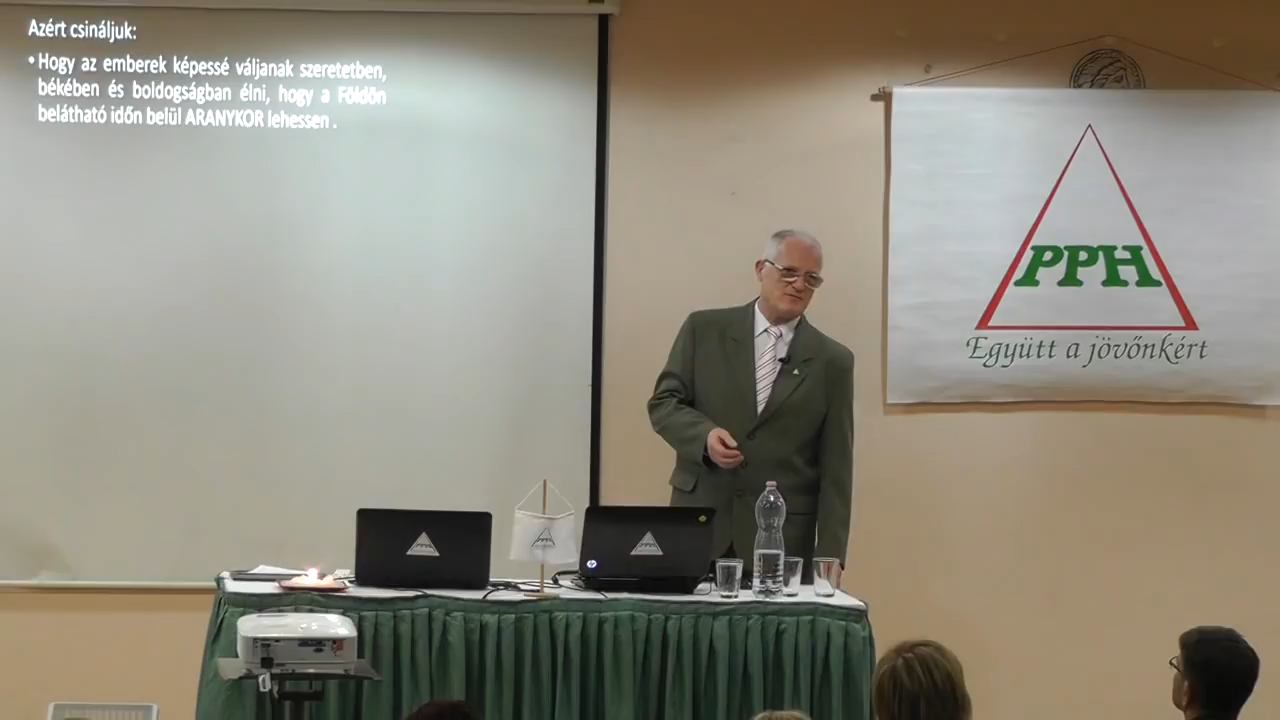 Azért csináljuk:
• Hogy az emberek képessé váljanak szeretetben,
békében és boldogságban élni, hogy a Földön
belátható időn belül ARANYKOR lehessen .
PPH
Együtt a jövőnkért
hp